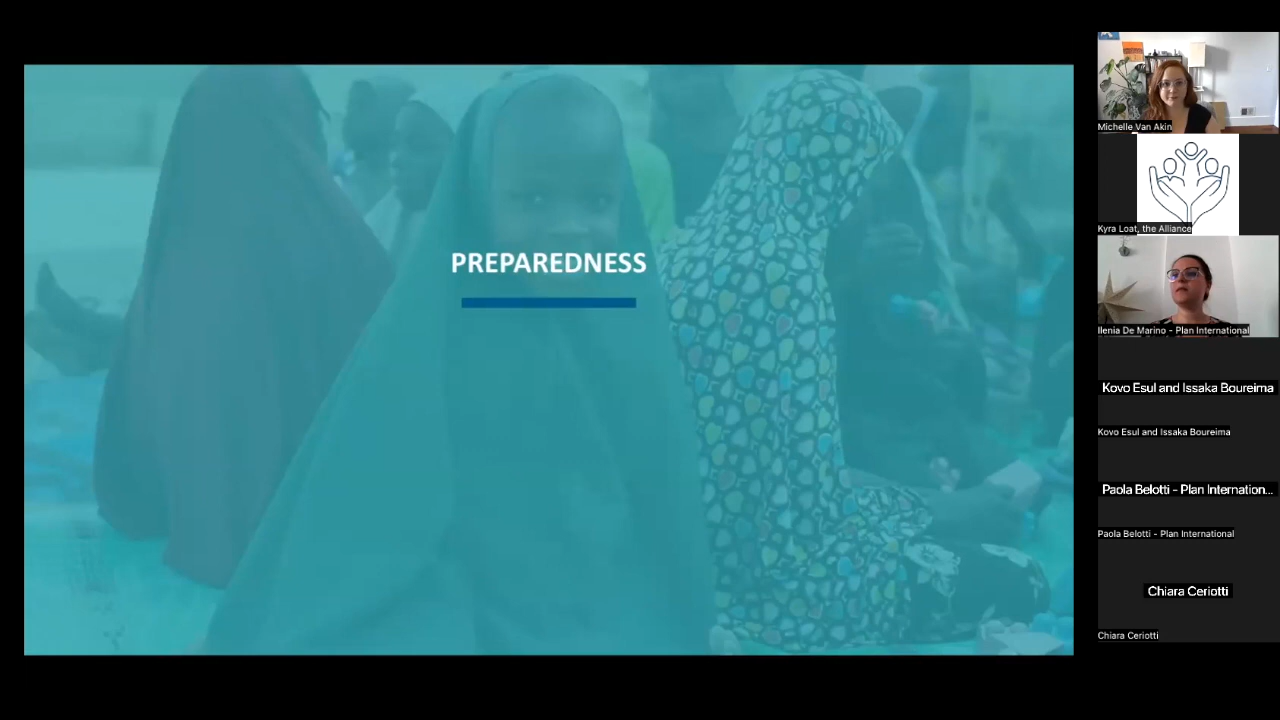 PREPAREDNESS
Michelle Van Akin
Kyra Loat, the Alliance
Ilenia De Marino - Plan International
Kovo Esul and Issaka Boureima
Kovo Esul and Issaka Boureima
Paola Belotti - Plan Internation...
Paola Belotti - Plan International
Chiara Ceriotti
Chiara Ceriotti